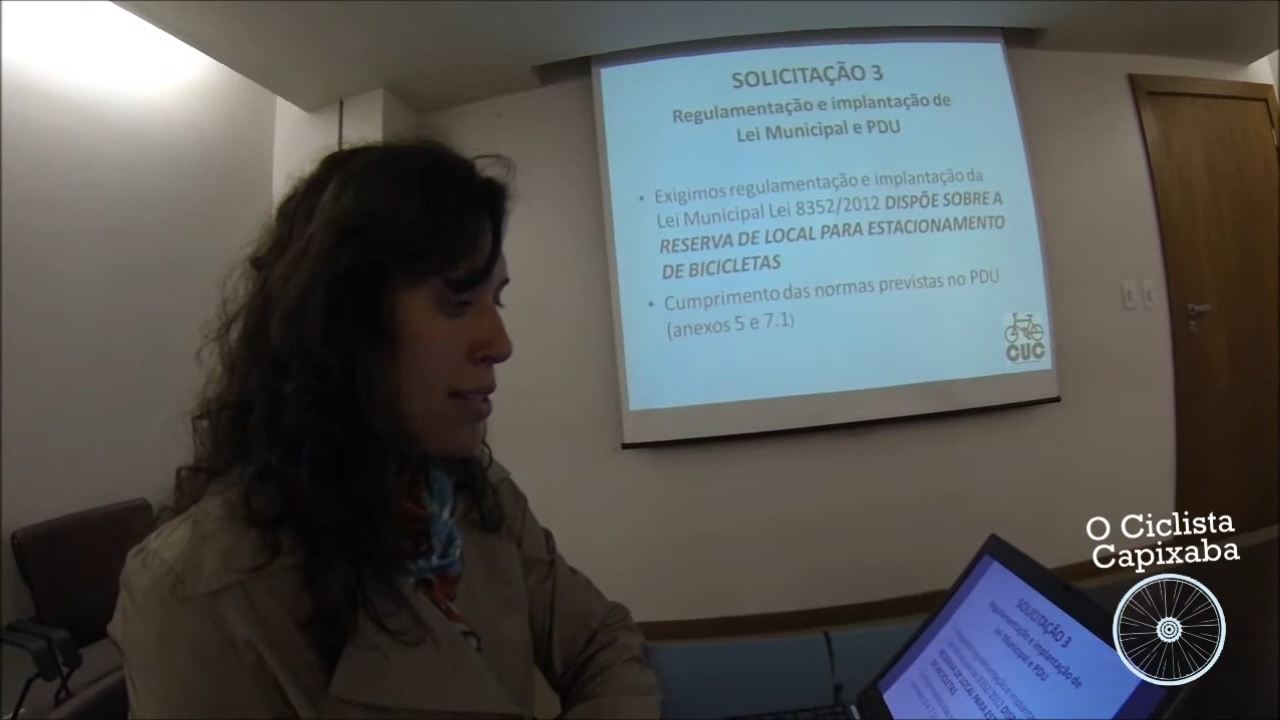 SOLICITAÇÃO 3
Regulamentação e implantação de
Lei Municipal e PDU
• Exigimos regulamentação e implantação da
Lei Municipal Lei 8352/2012 DISPÕE SOBRE A
RESERVA DE LOCAL PARA ESTACIONAMENTO
DE BICICLETAS
• Cumprimento das normas previstas no PDU
(anexos 5 e 7.1)
CUC
O Ciclista
Capixaba
SOLICITAÇÃO 3
Regulamentação e implantação de
Lei Municipal e PDU